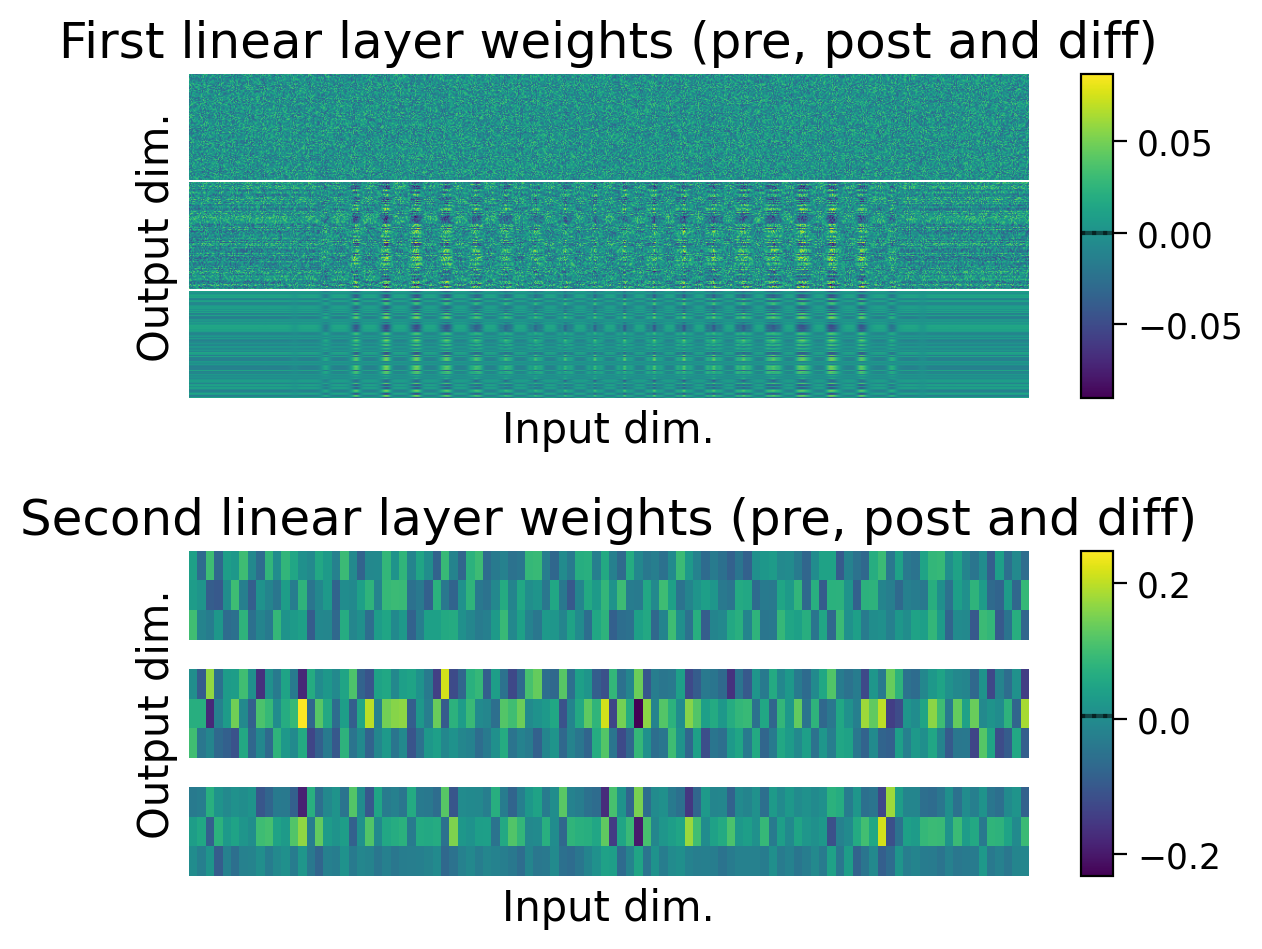 First linear layer weights (pre, post and diff)
Output dim.
0.05
0.00
−0.05
Input dim.
Second linear layer weights (pre, post and diff)
Output dim.
0.2
0.0
−0.2
Input dim.